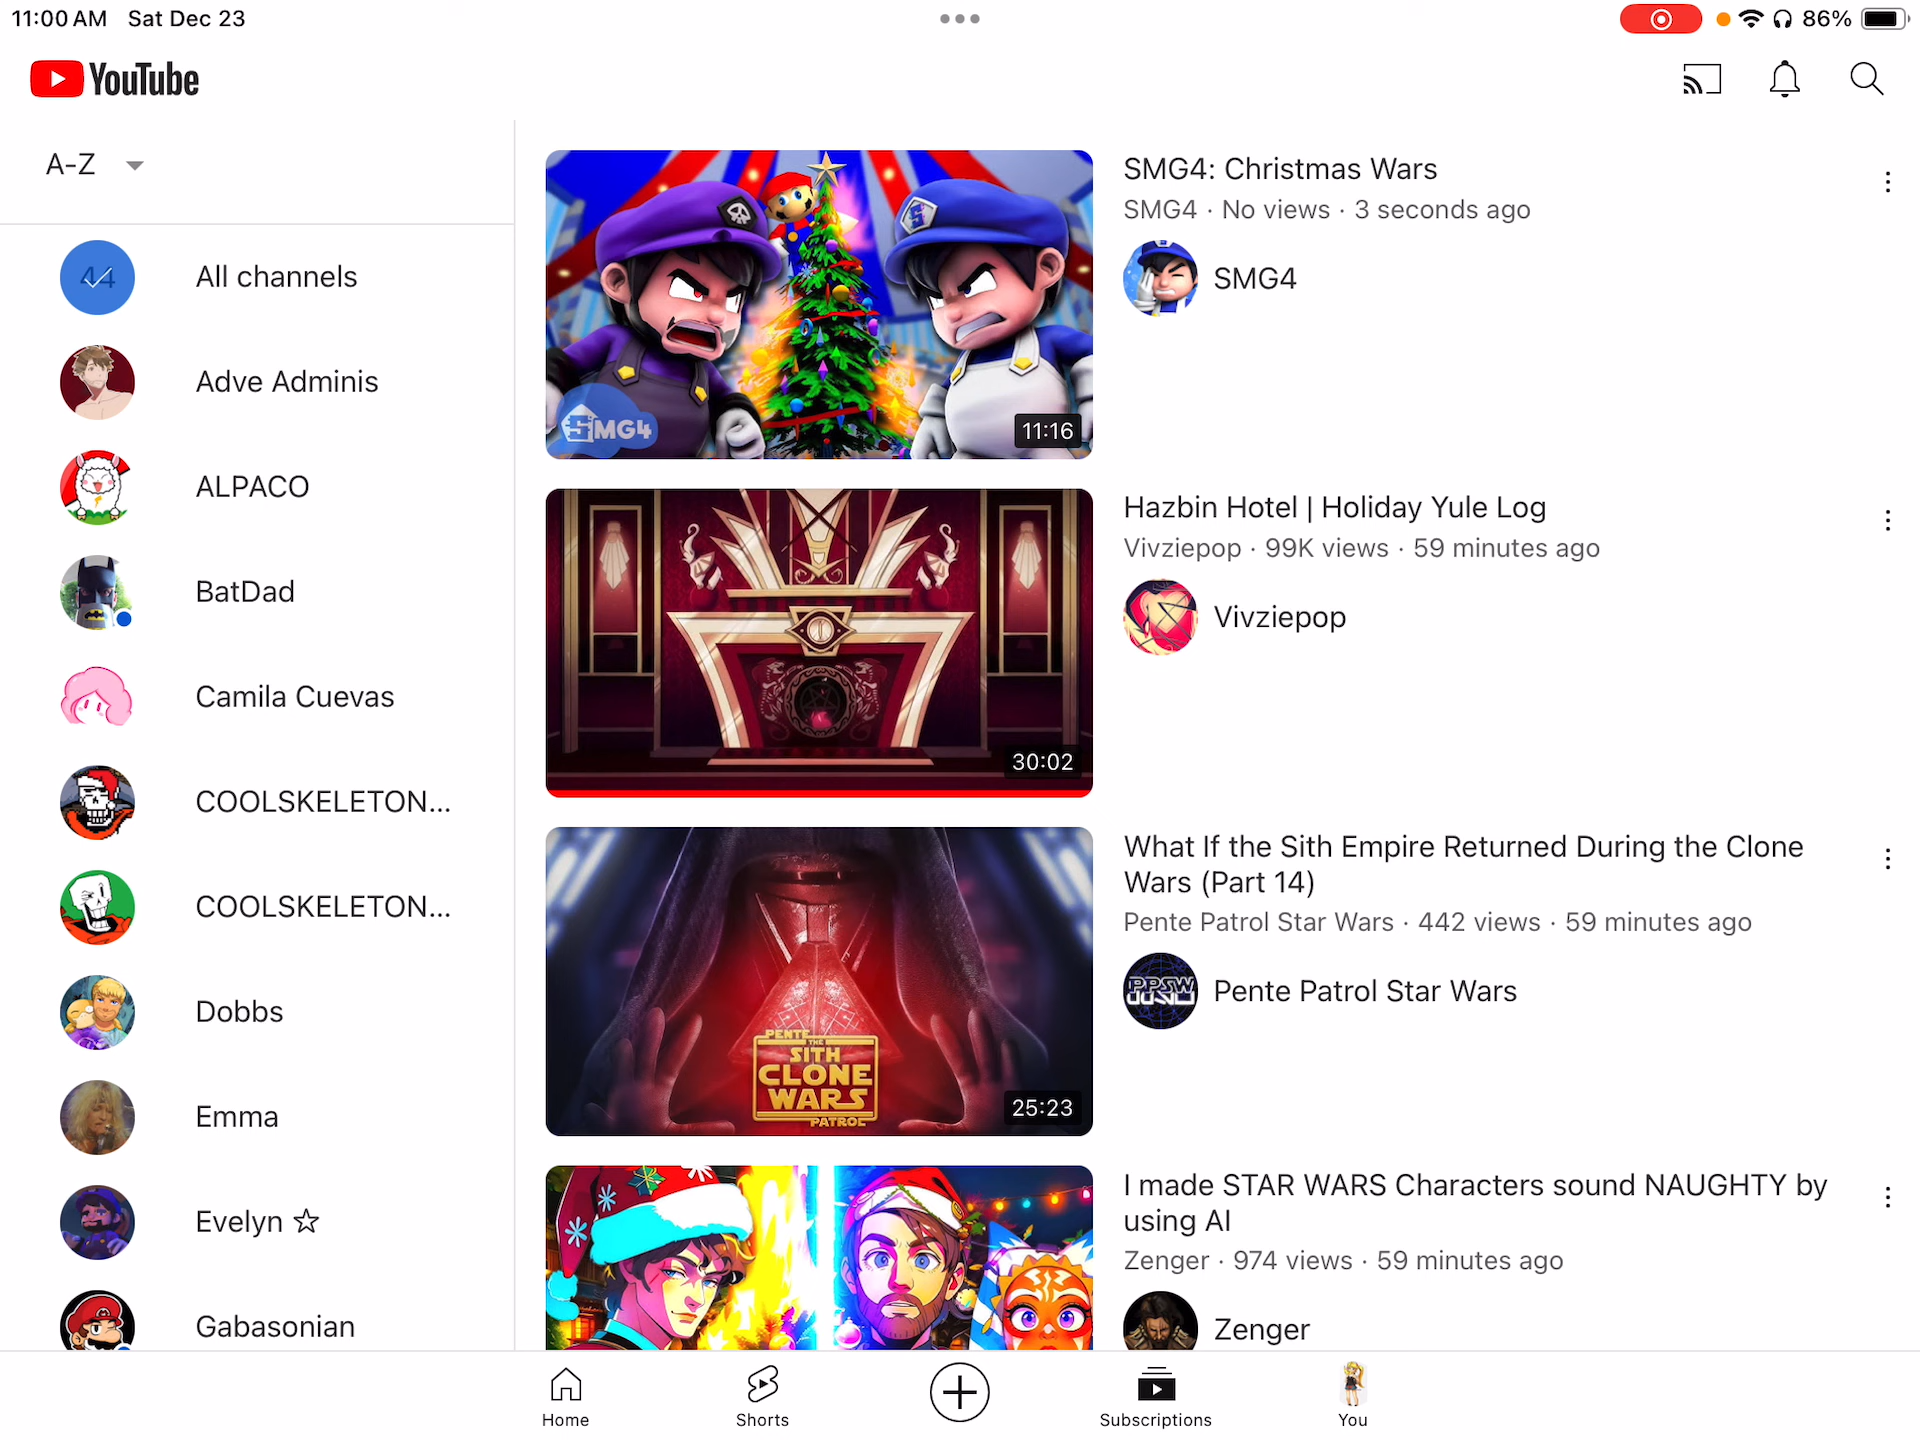 11:00 AM Sat Dec 23
86%
YouTube
A-Z
All channels
Adve Adminis
ALPACO
BatDad
Camila Cuevas
COOLSKELETON...
COOLSKELETON...
Dobbs
Emma
Evelyn ☆
Gabasonian
SMG4
11:16
SMG4: Christmas Wars
SMG4 · No views · 3 seconds ago
SMG4
30:02
Hazbin Hotel | Holiday Yule Log
Vivziepop · 99K views · 59 minutes ago
Vivziepop
PENTE
THE
SITH
CLONE
WARS
PATROL
25:23
What If the Sith Empire Returned During the Clone
Wars (Part 14)
Pente Patrol Star Wars · 442 views · 59 minutes ago
PPSW
Pente Patrol Star Wars
I made STAR WARS Characters sound NAUGHTY by
using AI
Zenger · 974 views · 59 minutes ago
Zenger
Home
Shorts
Subscriptions
You